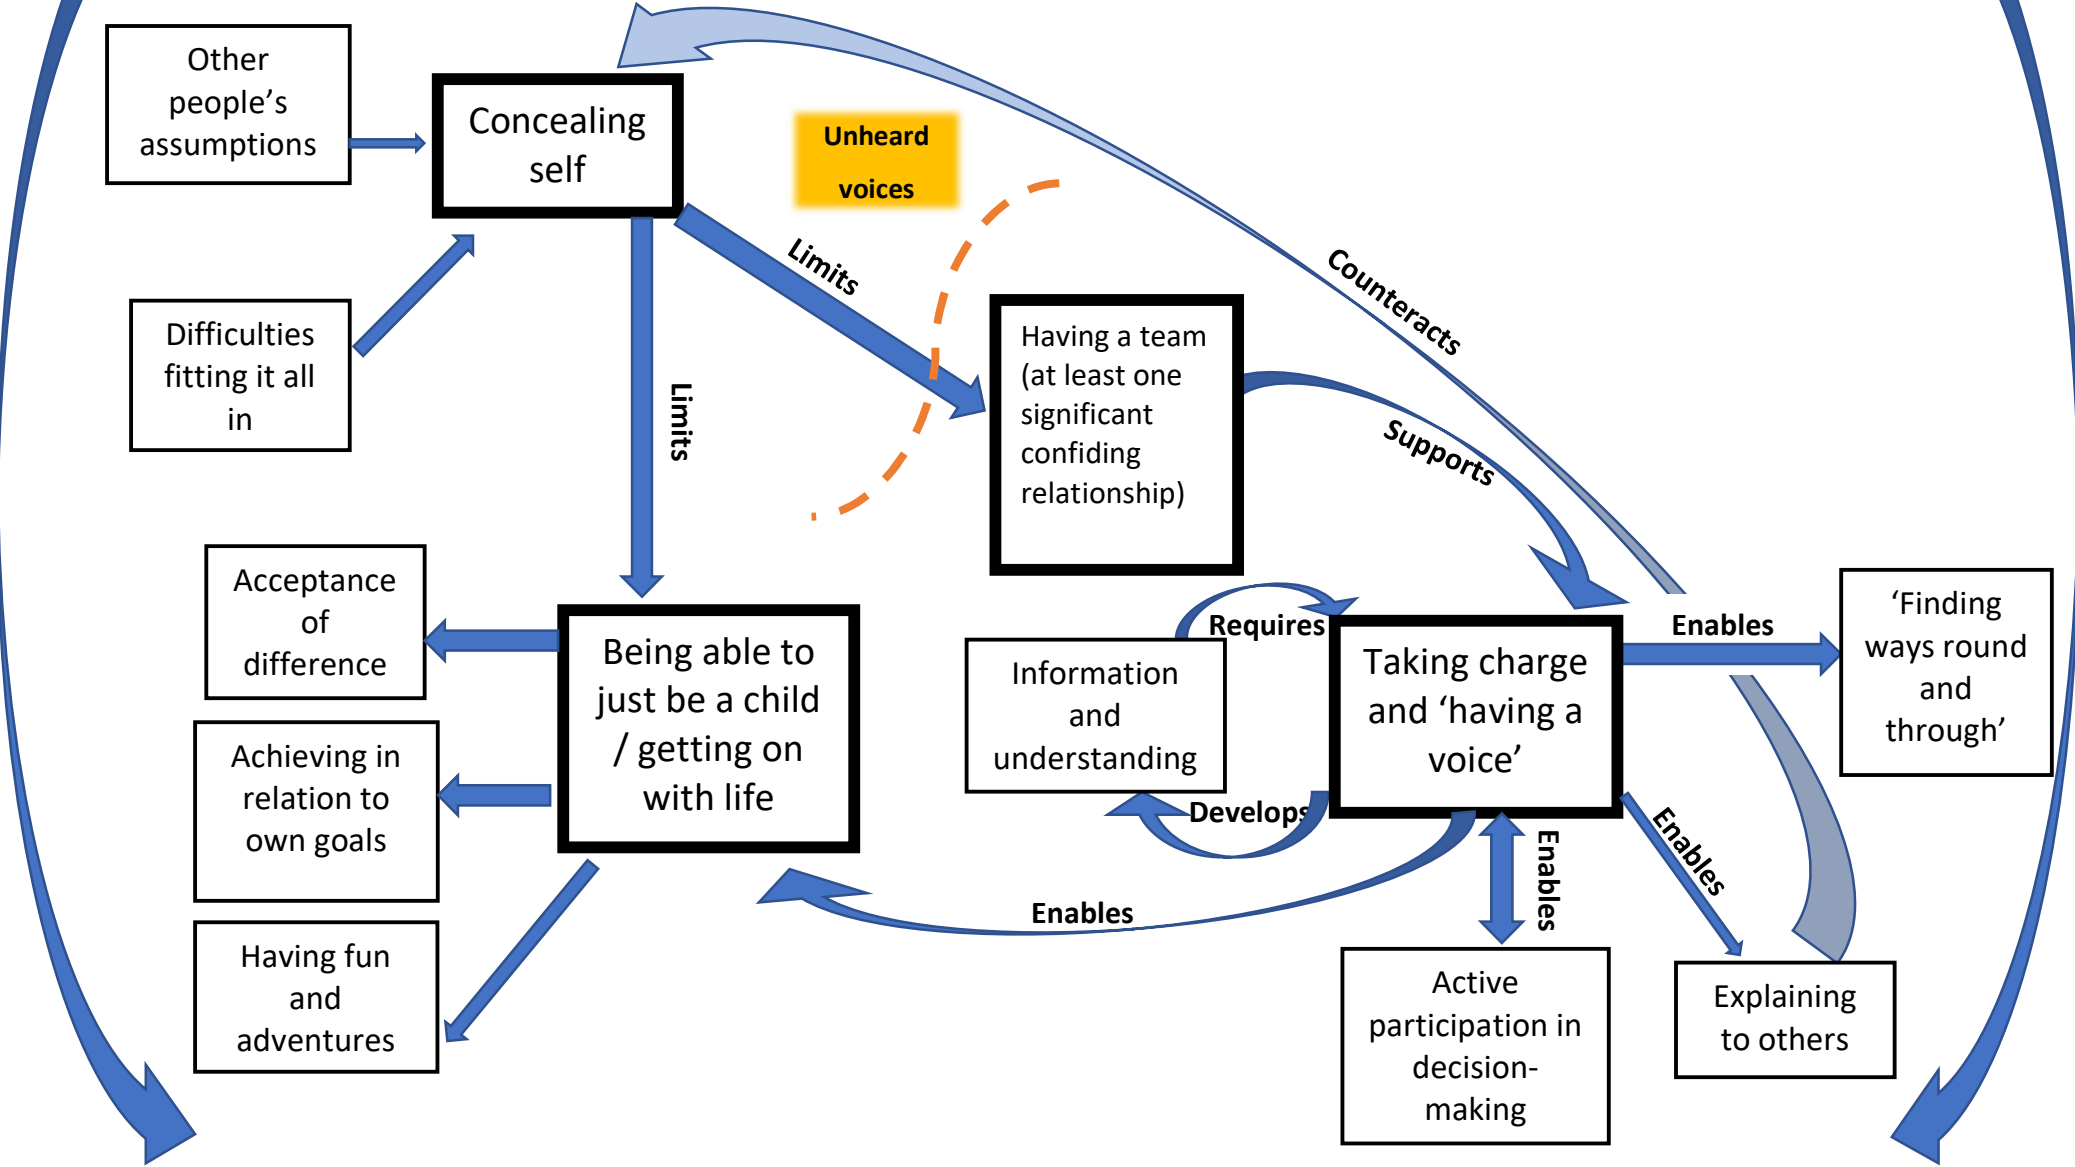 Other
people’s
assumptions
Concealing
self
Unheard
voices
Limits
Counteracts
Difficulties
fitting it all
in
Limits
Having a team
(at least one
significant
confiding
relationship)
Supports
Acceptance
of
difference
Being able to
just be a child
/ getting on
with life
Achieving in
relation to
own goals
Having fun
and
adventures
Requires
Information
and
understanding
Develops
Taking charge
and ‘having a
voice’
Enables
‘Finding
ways round
and
through’
Enables
Enables
Enables
Active
participation in
decision-
making
Explaining
to others